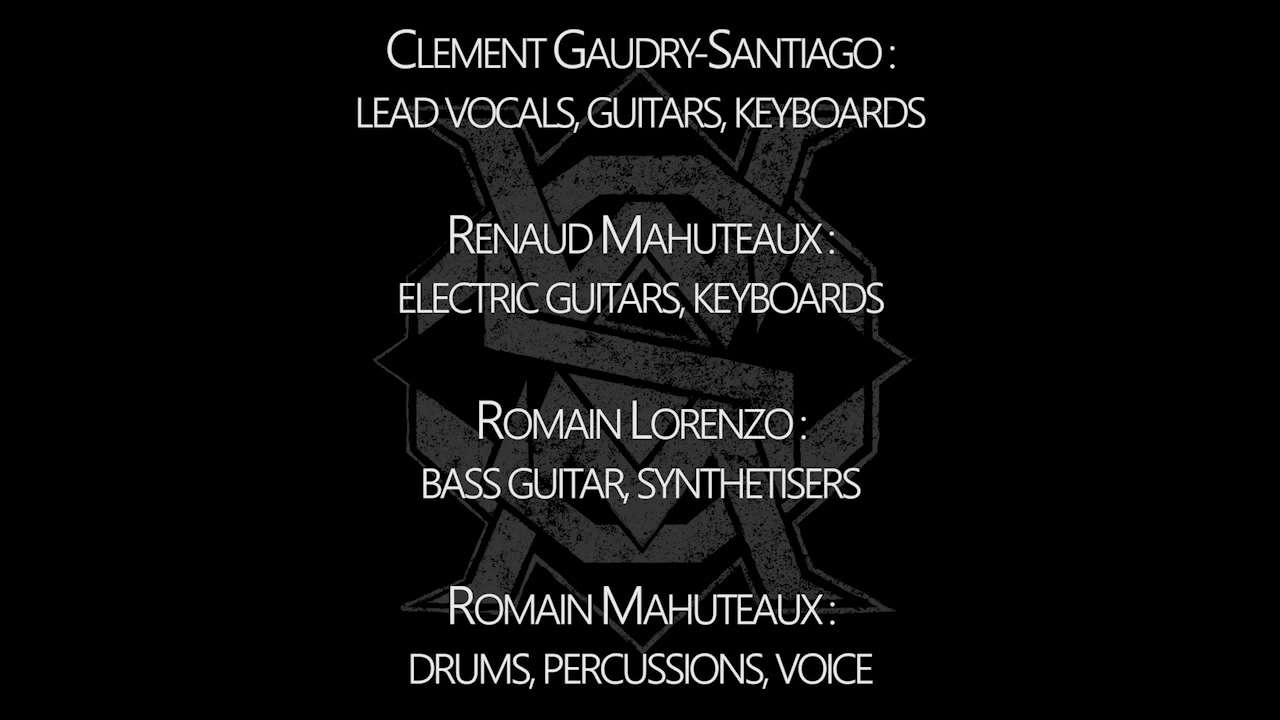 CLEMENT GAUDRY-SANTIAGO :
LEAD VOCALS, GUITARS, KEYBOARDS
RENAUD MAHUTEAUX :
ELECTRIC GUITARS, KEYBOARDS
ROMAIN LORENZO :
BASS GUITAR, SYNTHETISERS
ROMAIN MAHUTEAUX :
DRUMS, PERCUSSIONS, VOICE